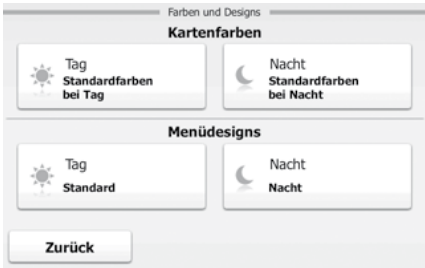 Farben und Designs
Kartenfarben
Tag
Standardfarben
bei Tag
Nacht
Standardfarben
bei Nacht
Menüdesigns
Tag
Standard
Nacht
Nacht
Zurück